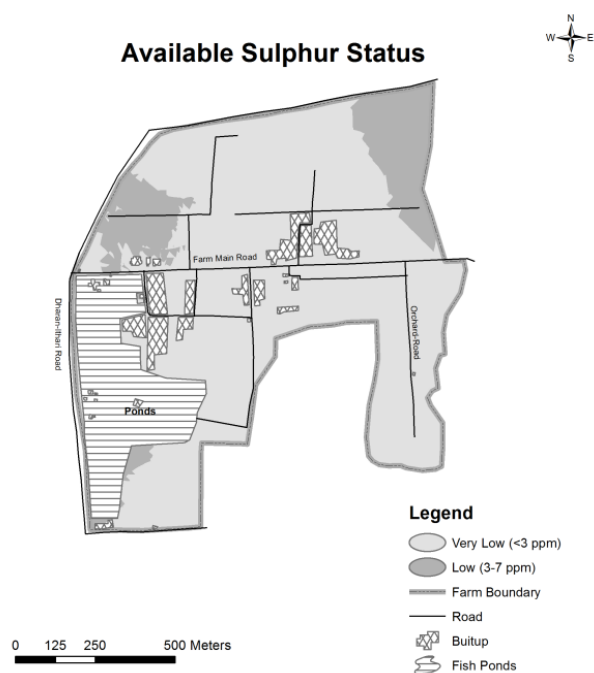 N
W E
S
Available Sulphur Status
Farm Main Road
Dharan-Ithari Road
Orchard-Road
Ponds
Legend
Very Low (<3 ppm)
Low (3-7 ppm)
Farm Boundary
Road
Buitup
Fish Ponds
0 125 250 500 Meters